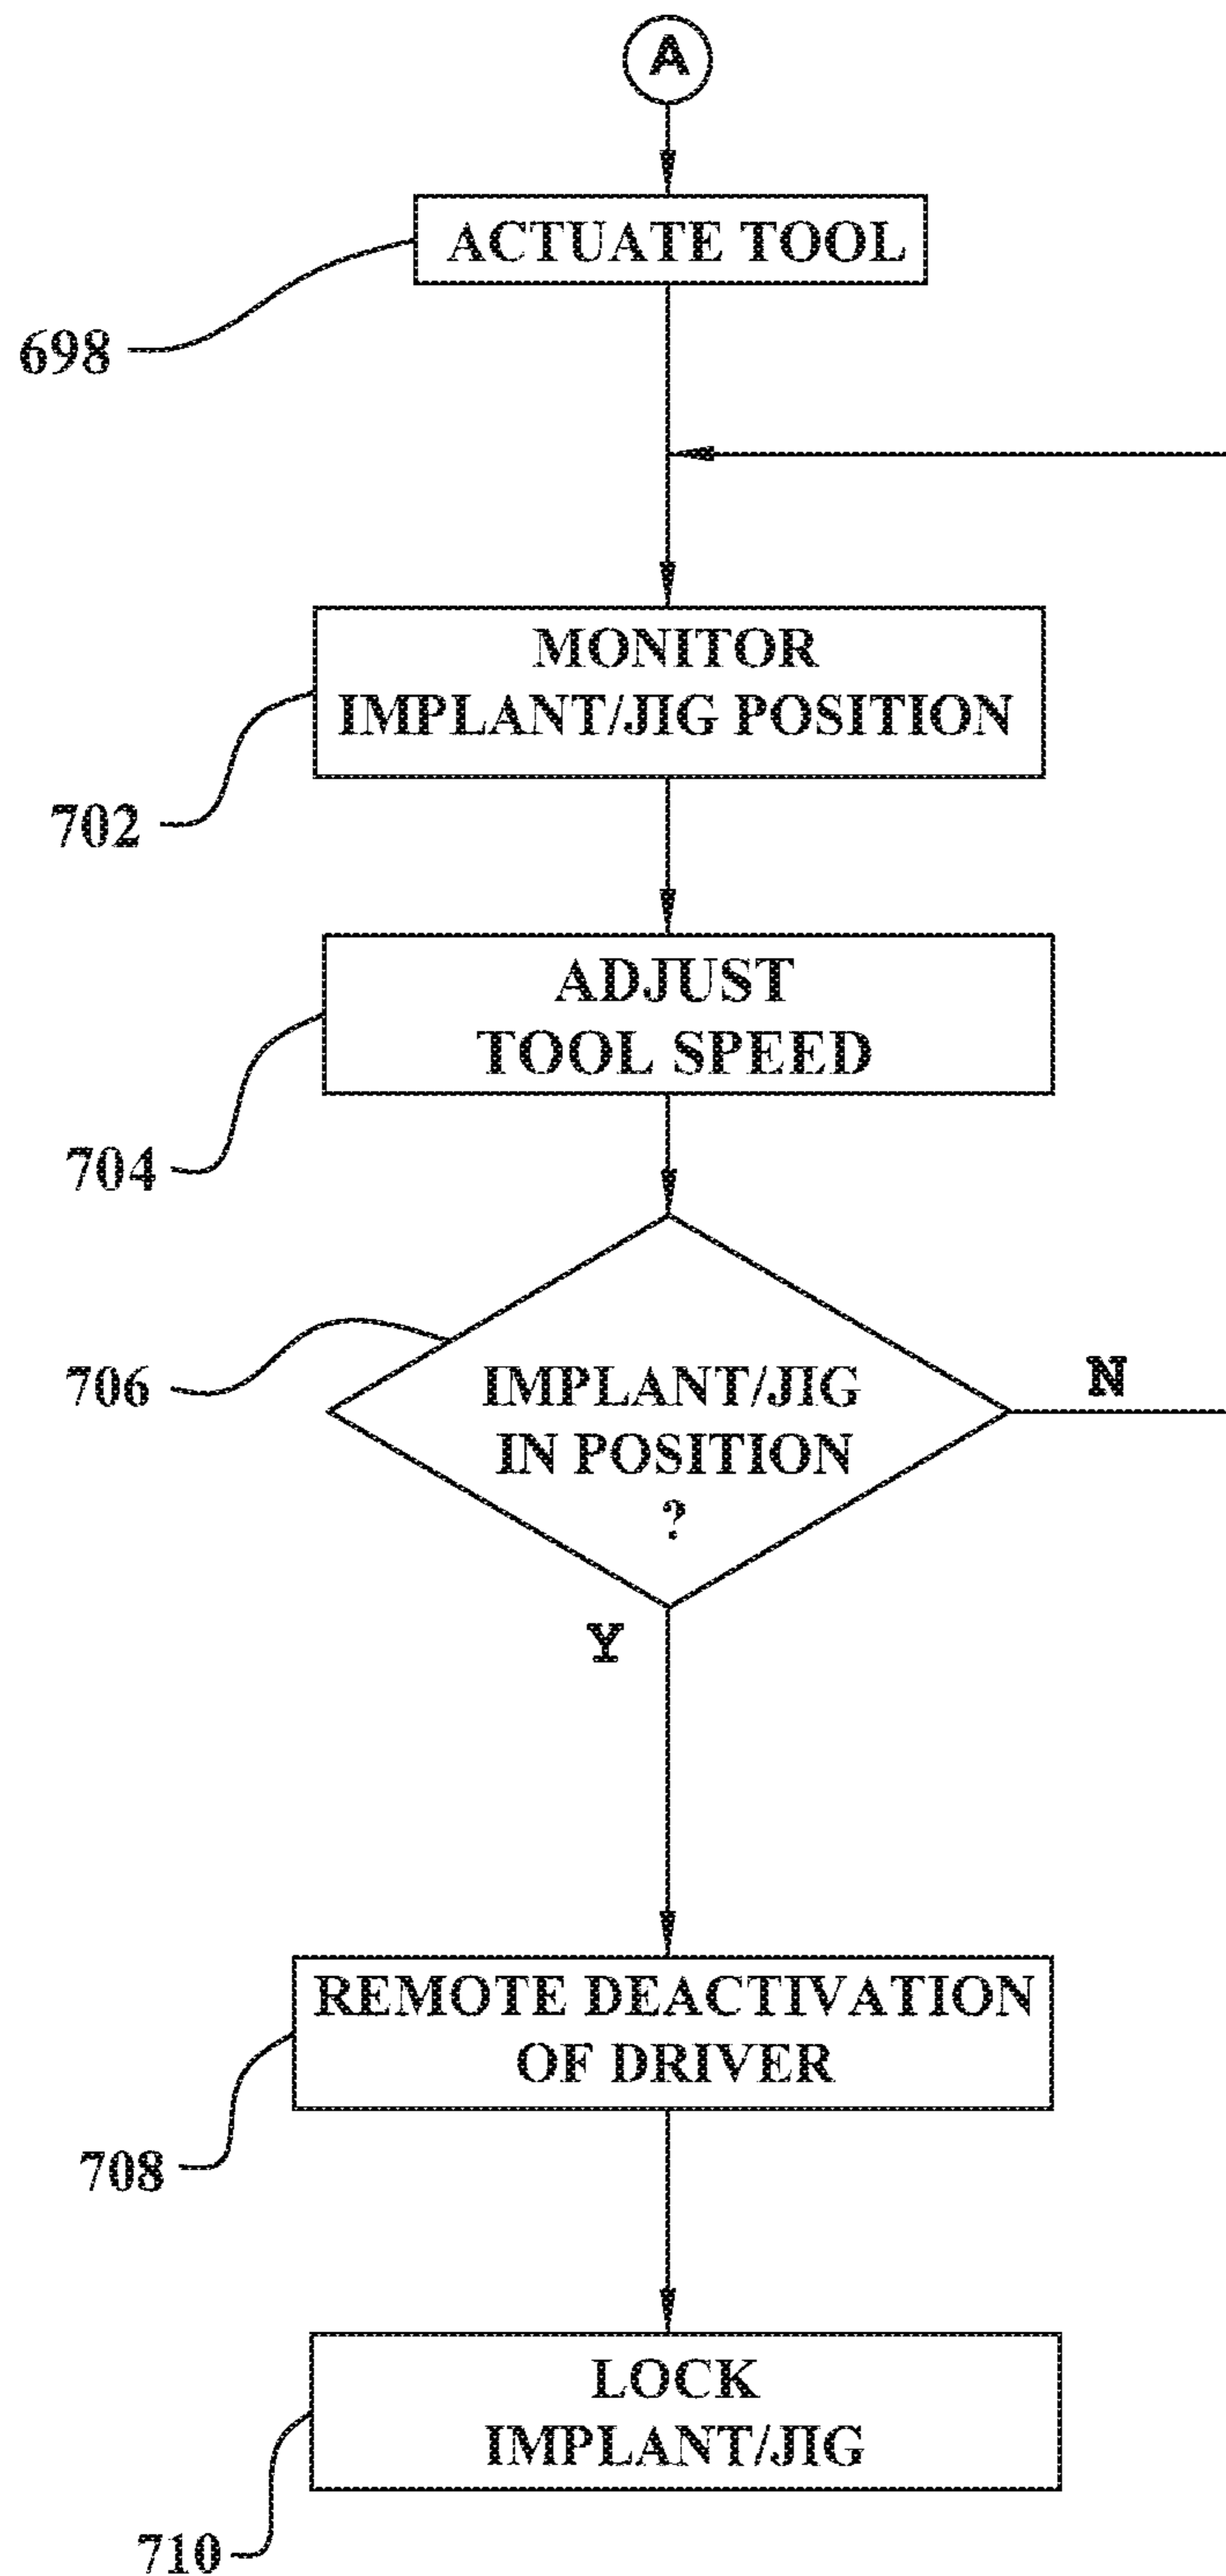 A
ACTUATE TOOL
698
MONITOR
IMPLANT/JIG POSITION
702
ADJUST
TOOL SPEED
704
IMPLANT/JIG
IN POSITION
?
706
N
Y
REMOTE DEACTIVATION
OF DRIVER
708
LOCK
IMPLANT/JIG
710